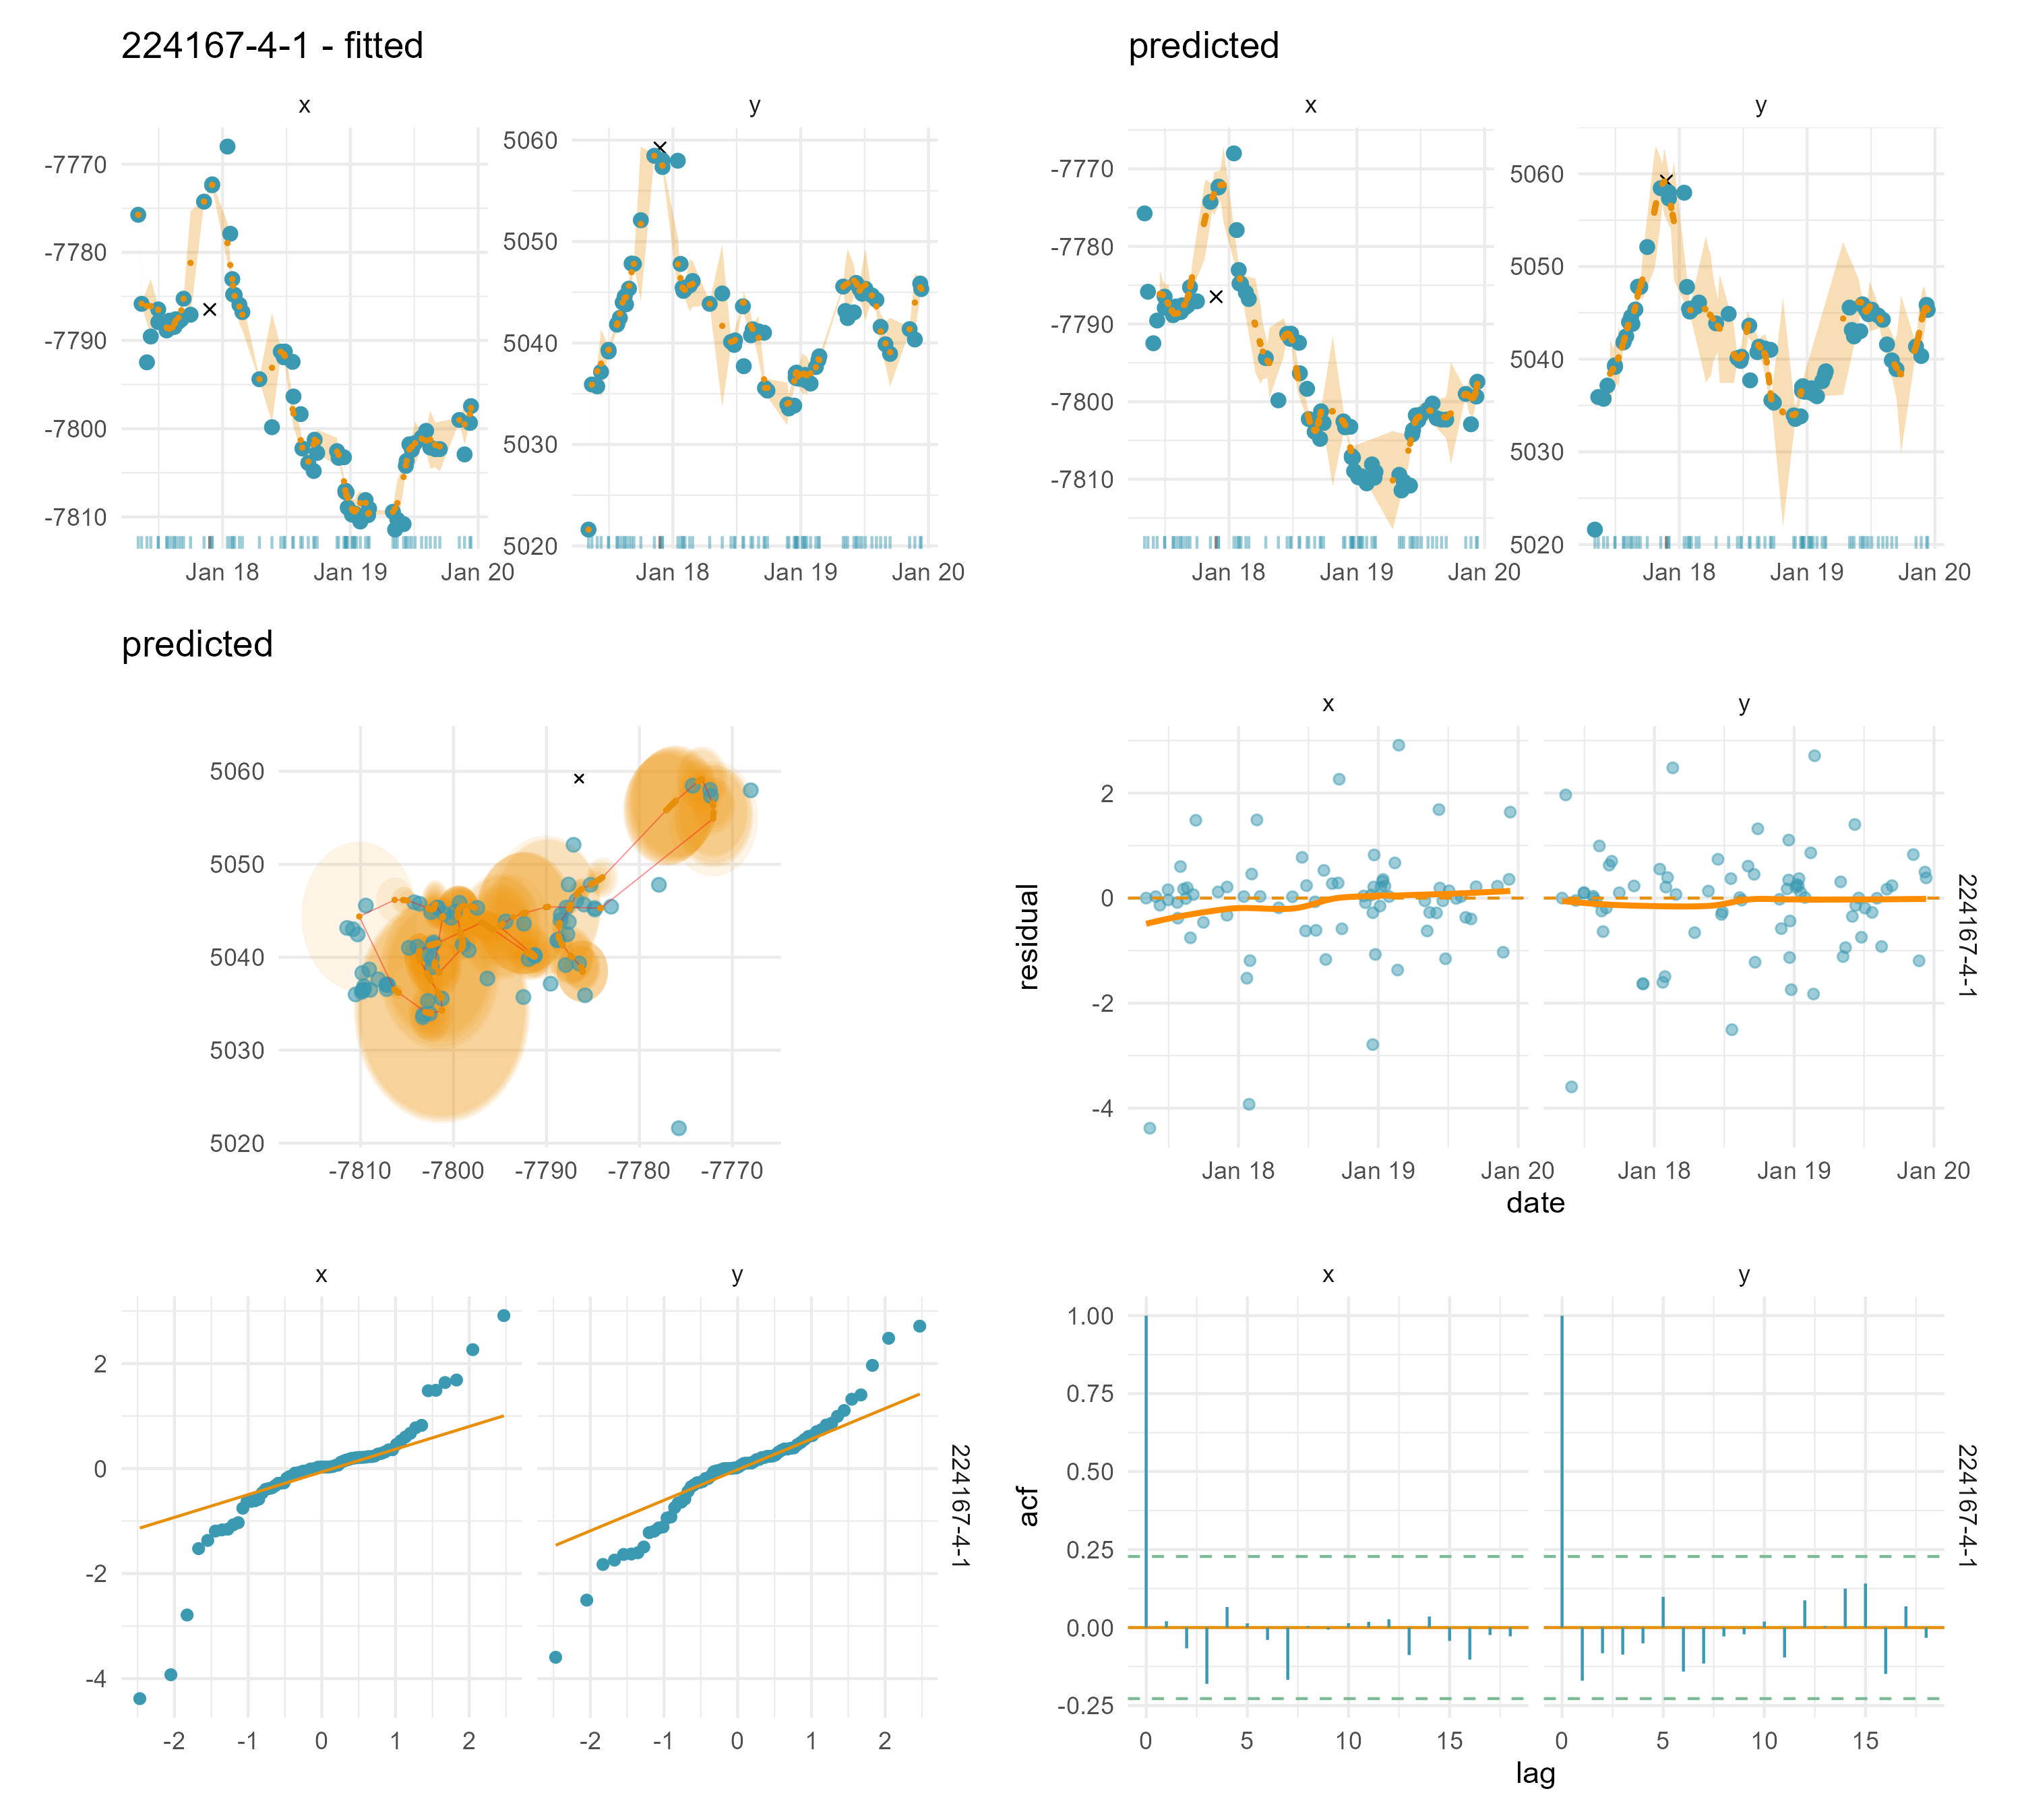 224167-4-1 - fitted
predicted
x
y
x
y
-7770
-7780
-7790
-7800
-7810
5060
5050
5040
5030
5020
-7770
-7780
-7790
-7800
-7810
5060
5050
5040
5030
5020
Jan 18
Jan 19
Jan 20
Jan 18
Jan 19
Jan 20
Jan 18
Jan 19
Jan 20
Jan 18
Jan 19
Jan 20
predicted
5060
5050
5040
5030
5020
-7810
-7800
-7790
-7780
-7770
x
y
residual
2
0
-2
-4
224167-4-1
Jan 18
Jan 19
Jan 20
Jan 18
Jan 19
Jan 20
date
x
y
2
0
-2
-4
224167-4-1
-2
-1
0
1
2
-2
-1
0
1
2
x
y
acf
1.00
0.75
0.50
0.25
0.00
-0.25
224167-4-1
0
5
10
15
0
5
10
15
lag